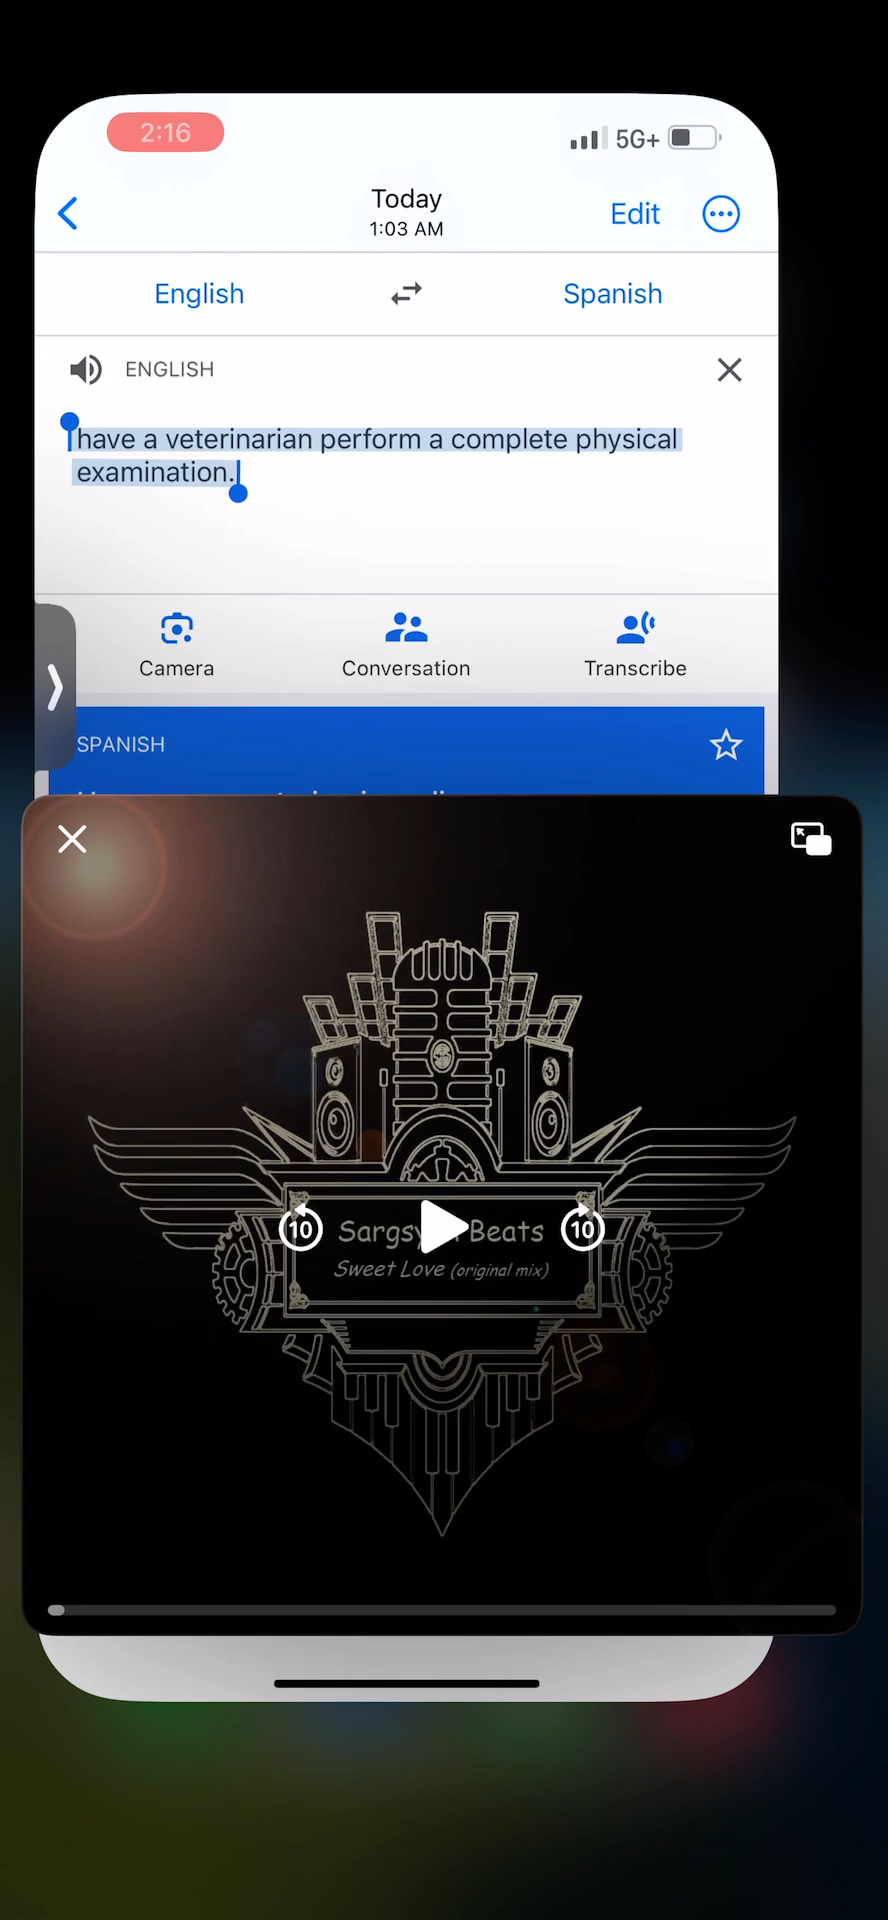 2:16
5G+
Today
1:03 AM
Edit
English
Spanish
ENGLISH
have a veterinarian perform a complete physical
examination.
Camera
Conversation
Transcribe
SPANISH
10
Beats
10
Sweet Love (original mix)